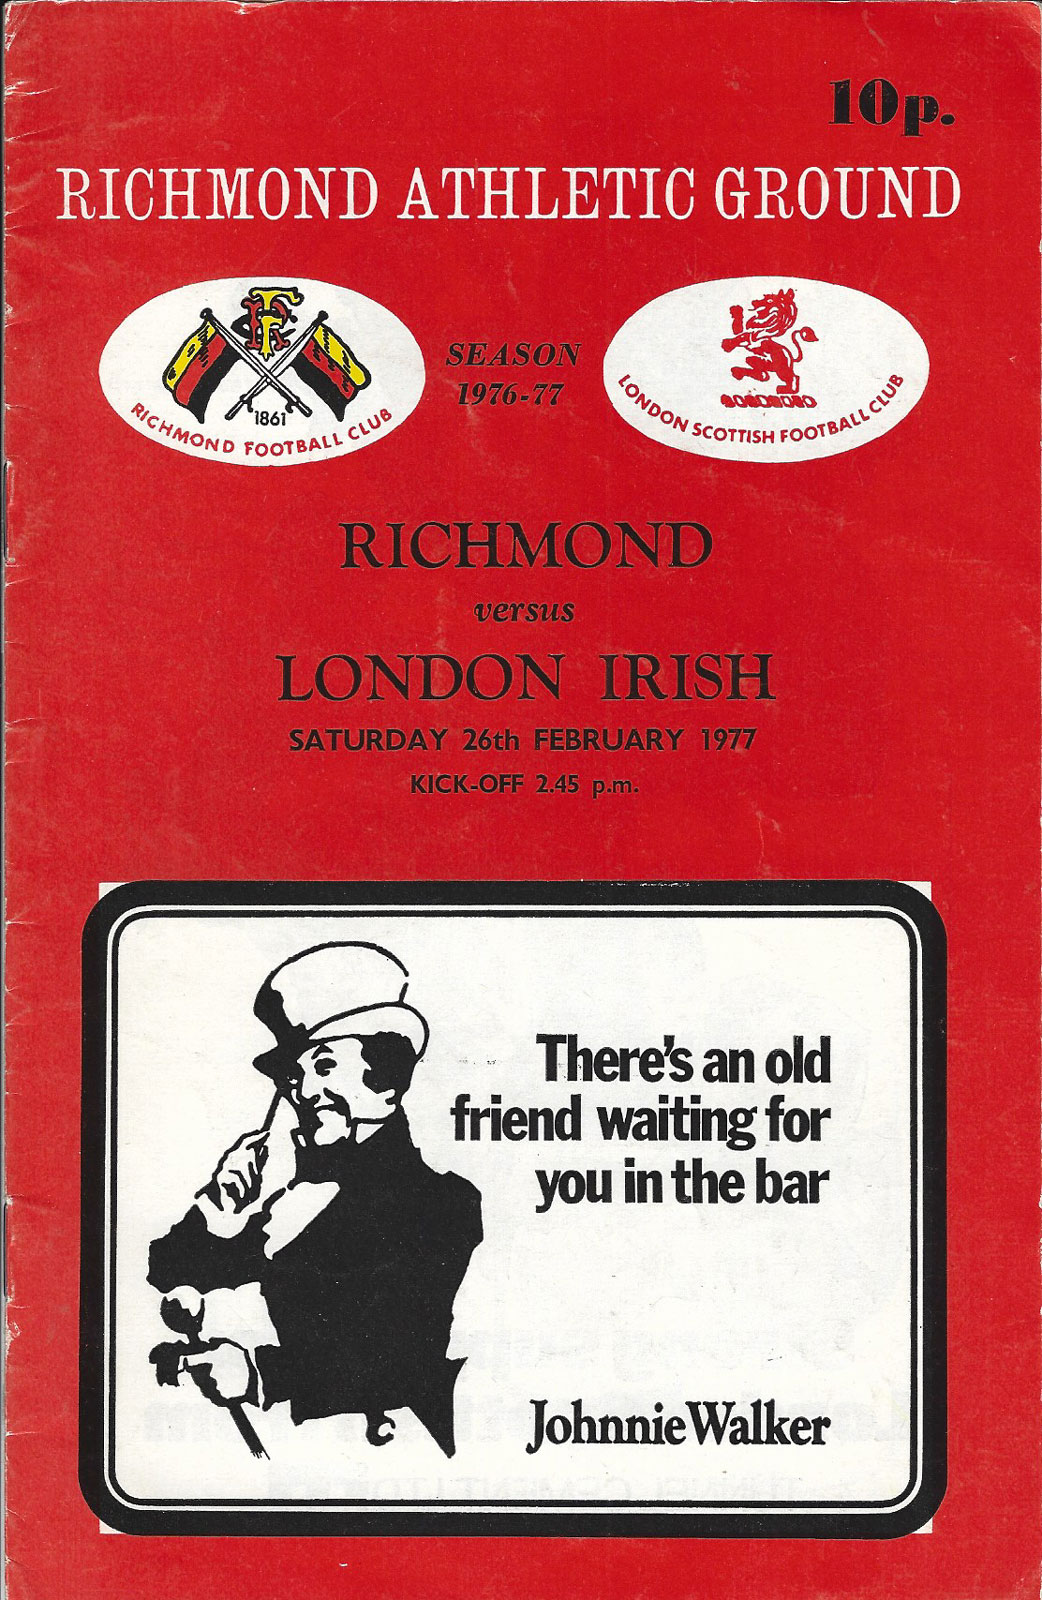 10p.
RICHMOND ATHLETIC GROUND
SEASON
1976-77
1861
RICHMOND FOOTBALL CLUB
LONDON SCOTTISH FOOTBALL CLUB
RICHMOND
versus
LONDON IRISH
SATURDAY 26th FEBRUARY 1977
KICK-OFF 2.45 p.m.
There's an old
friend waiting for
you in the bar
Johnnie Walker